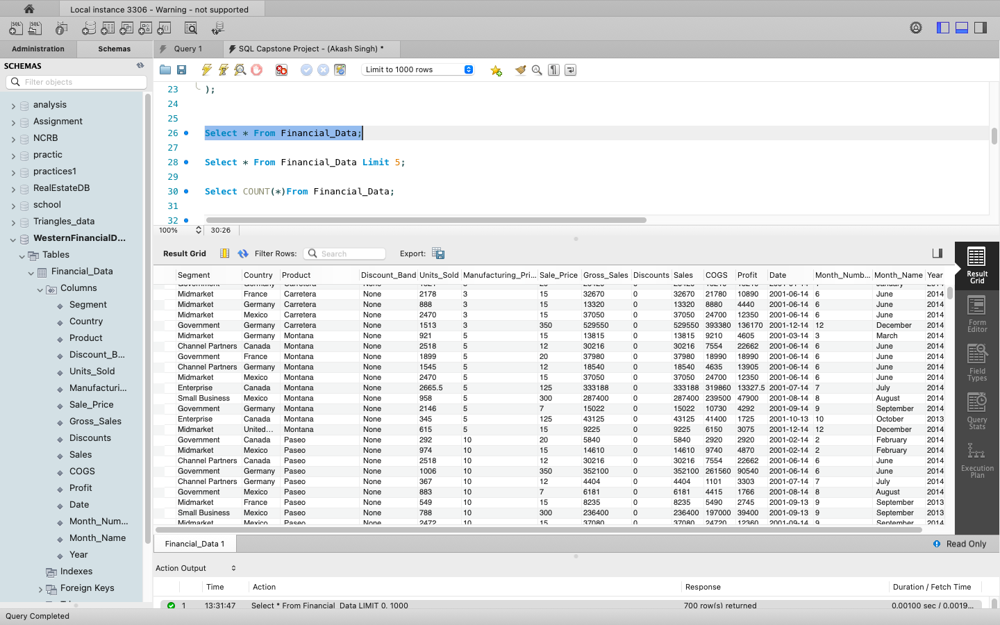 Local instance 3306 - Warning - not supported
Administration Schemas Query 1 SQL Capstone Project - (Akash Singh) *
SCHEMAS
Filter objects
Limit to 1000 rows
analysis
Assignment
NCRB
practic
practices1
RealEstateDB
school
Triangles_data
WesternFinancialD...
Tables
Financial_Data
Columns
Segment
Country
Product
Discount_B...
Units_Sold
Manufacturi...
Sale_Price
Gross_Sales
Discounts
Sales
COGS
Profit
Date
Month_Num...
Month_Name
Year
Indexes
Foreign Keys
23 );
24
25
26 Select * From Financial_Data;
27
28 Select * From Financial_Data Limit 5;
29
30 Select COUNT(*)From Financial_Data;
31
32
100% 30:26
Result Grid Filter Rows: Search Export:
Segment Country Product Discount_Band Units_Sold Manufacturing_Pri... Sale_Price Gross_Sales Discounts Sales COGS Profit Date Month_Numb... Month_Name Year
Midmarket France Carretera None 2178 3 15 32670 0 32670 21780 10890 2001-06-14 6 June 2014
Midmarket Germany Carretera None 888 3 15 13320 0 13320 8880 4440 2001-06-14 6 June 2014
Midmarket Mexico Carretera None 2470 3 15 37050 0 37050 24700 12350 2001-06-14 6 June 2014
Government Germany Carretera None 1513 3 350 529550 0 529550 393380 136170 2001-12-14 12 December 2014
Midmarket Germany Montana None 921 5 15 13815 0 13815 9210 4605 2001-03-14 3 March 2014
Channel Partners Canada Montana None 2518 5 12 30216 0 30216 7554 22662 2001-06-14 6 June 2014
Government France Montana None 1899 5 20 37980 0 37980 18990 18990 2001-06-14 6 June 2014
Channel Partners Germany Montana None 1545 5 12 18540 0 18540 4635 13905 2001-06-14 6 June 2014
Midmarket Mexico Montana None 2470 5 15 37050 0 37050 24700 12350 2001-06-14 6 June 2014
Enterprise Canada Montana None 2665.5 5 125 333188 0 333188 319860 13327.5 2001-07-14 7 July 2014
Small Business Mexico Montana None 958 5 300 287400 0 287400 239500 47900 2001-08-14 8 August 2014
Government Germany Montana None 2146 5 7 15022 0 15022 10730 4292 2001-09-14 9 September 2014
Enterprise Canada Montana None 345 5 125 43125 0 43125 41400 1725 2001-10-13 10 October 2013
Midmarket United... Montana None 615 5 15 9225 0 9225 6150 3075 2001-12-14 12 December 2014
Government Canada Paseo None 292 10 20 5840 0 5840 2920 2920 2001-02-14 2 February 2014
Midmarket Mexico Paseo None 974 10 15 14610 0 14610 9740 4870 2001-02-14 2 February 2014
Channel Partners Canada Paseo None 2518 10 12 30216 0 30216 7554 22662 2001-06-14 6 June 2014
Government Germany Paseo None 1006 10 350 352100 0 352100 261560 90540 2001-06-14 6 June 2014
Channel Partners Germany Paseo None 367 10 12 4404 0 4404 1101 3303 2001-07-14 7 July 2014
Government Mexico Paseo None 883 10 7 6181 0 6181 4415 1766 2001-08-14 8 August 2014
Midmarket France Paseo None 549 10 15 8235 0 8235 5490 2745 2001-09-13 9 September 2013
Small Business Mexico Paseo None 788 10 300 236400 0 236400 197000 39400 2001-09-13 9 September 2013
Midmarket Mexico Paseo None 2472 10 15 37080 0 37080 24720 12360 2001-09-14 9 September 2014
Result Grid
Form Editor
Field Types
Query Stats
Execution Plan
Financial_Data 1 Read Only
Action Output
Time Action Response Duration / Fetch Time
1 13:31:47 Select * From Financial_Data LIMIT 0, 1000 700 row(s) returned 0.00100 sec / 0.0019...
Query Completed